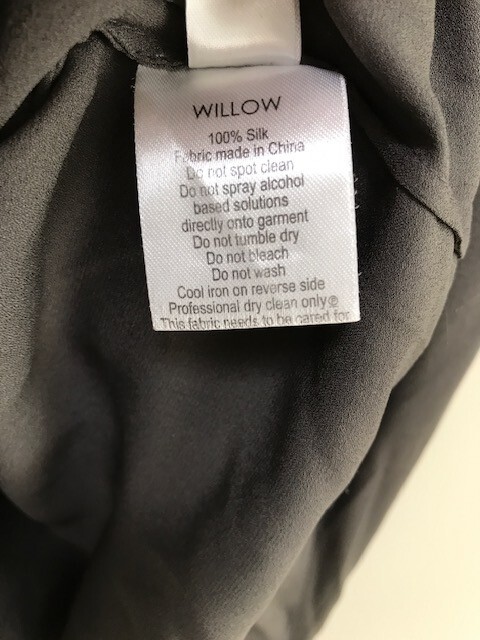 WILLOW
100% Silk
Fabric made in China
Do not spot clean
Do not spray alcohol
based solutions
directly onto garment
Do not tumble dry
Do not bleach
Do not wash
Cool iron on reverse side
Professional dry clean only Ⓟ
This fabric needs to be cared for